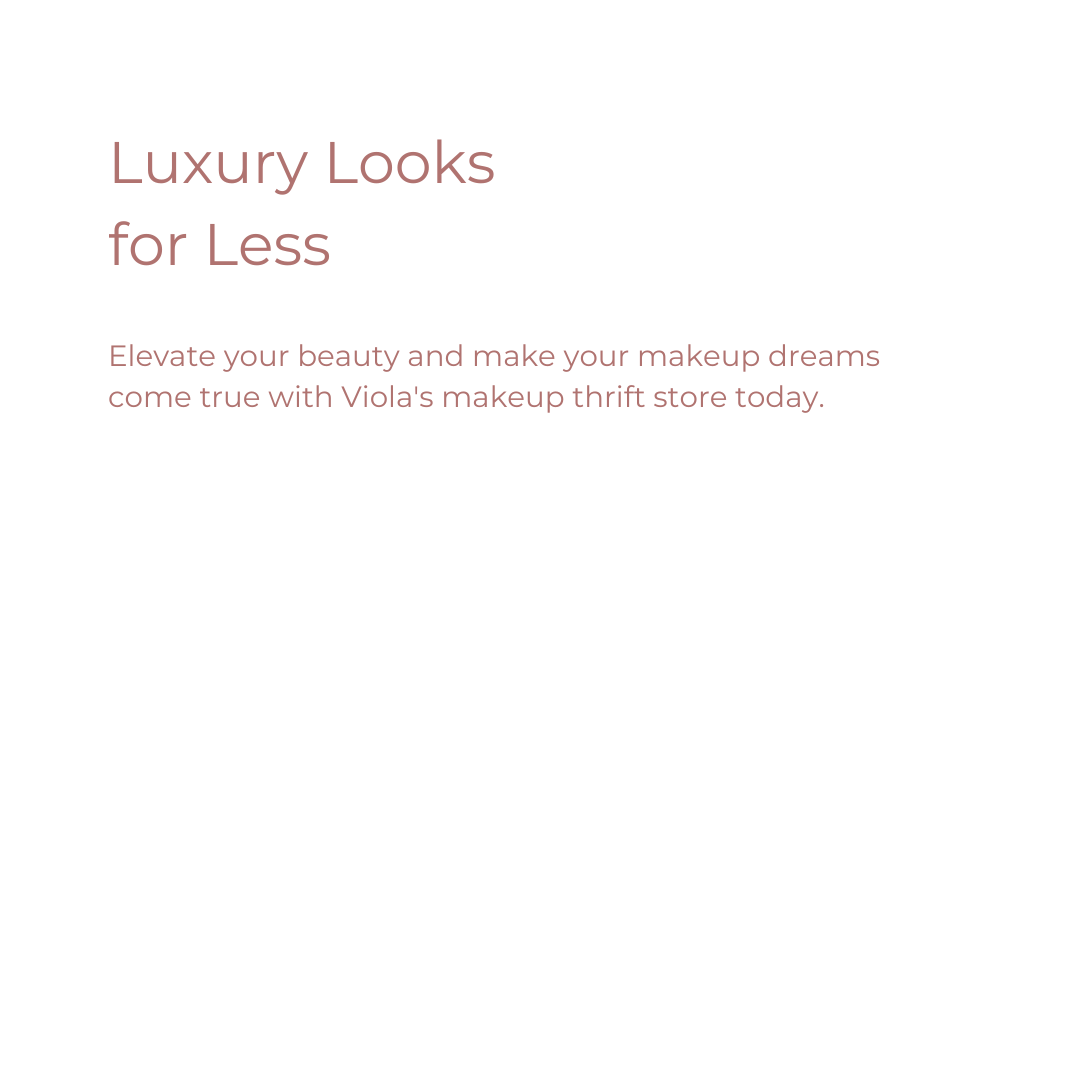 Luxury Looks
for Less
Elevate your beauty and make your makeup dreams
come true with Viola's makeup thrift store today.